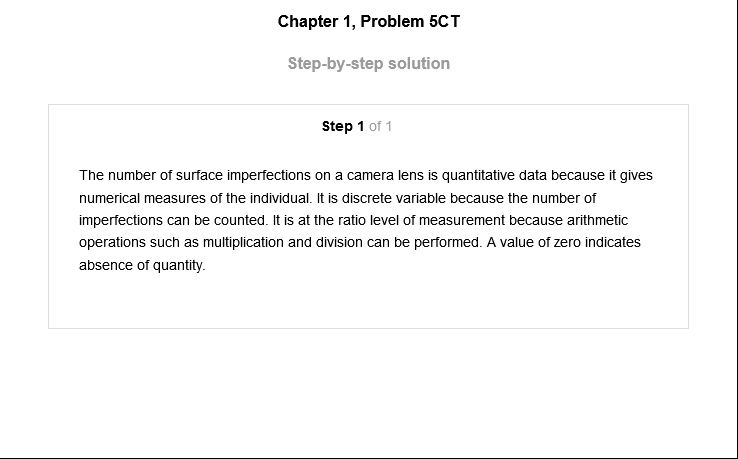 Chapter 1, Problem 5CT
Step-by-step solution
Step 1 of 1
The number of surface imperfections on a camera lens is quantitative data because it gives
numerical measures of the individual. It is discrete variable because the number of
imperfections can be counted. It is at the ratio level of measurement because arithmetic
operations such as multiplication and division can be performed. A value of zero indicates
absence of quantity.